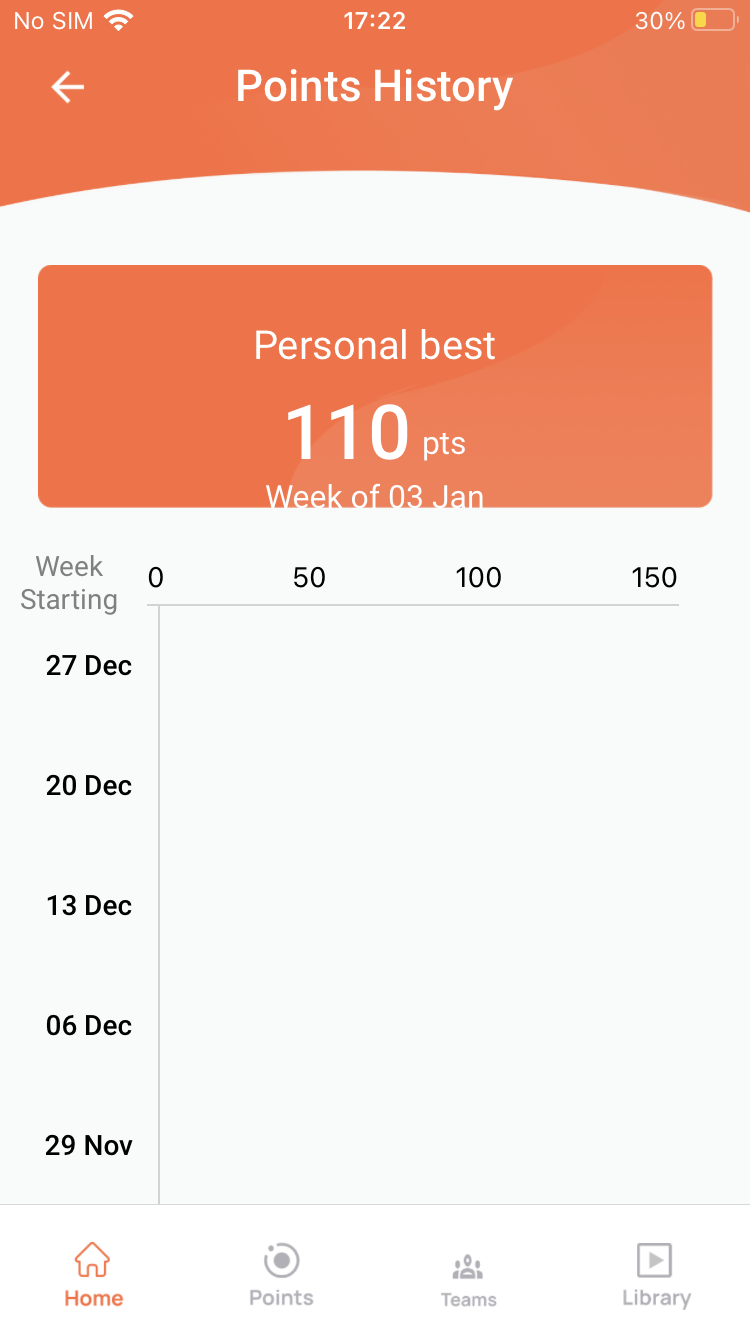 No SIM 17:22 30%
Points History
Personal best
110 pts
Week of 03 Jan
Week
Starting
0 50 100 150
27 Dec
20 Dec
13 Dec
06 Dec
29 Nov
Home Points Teams Library